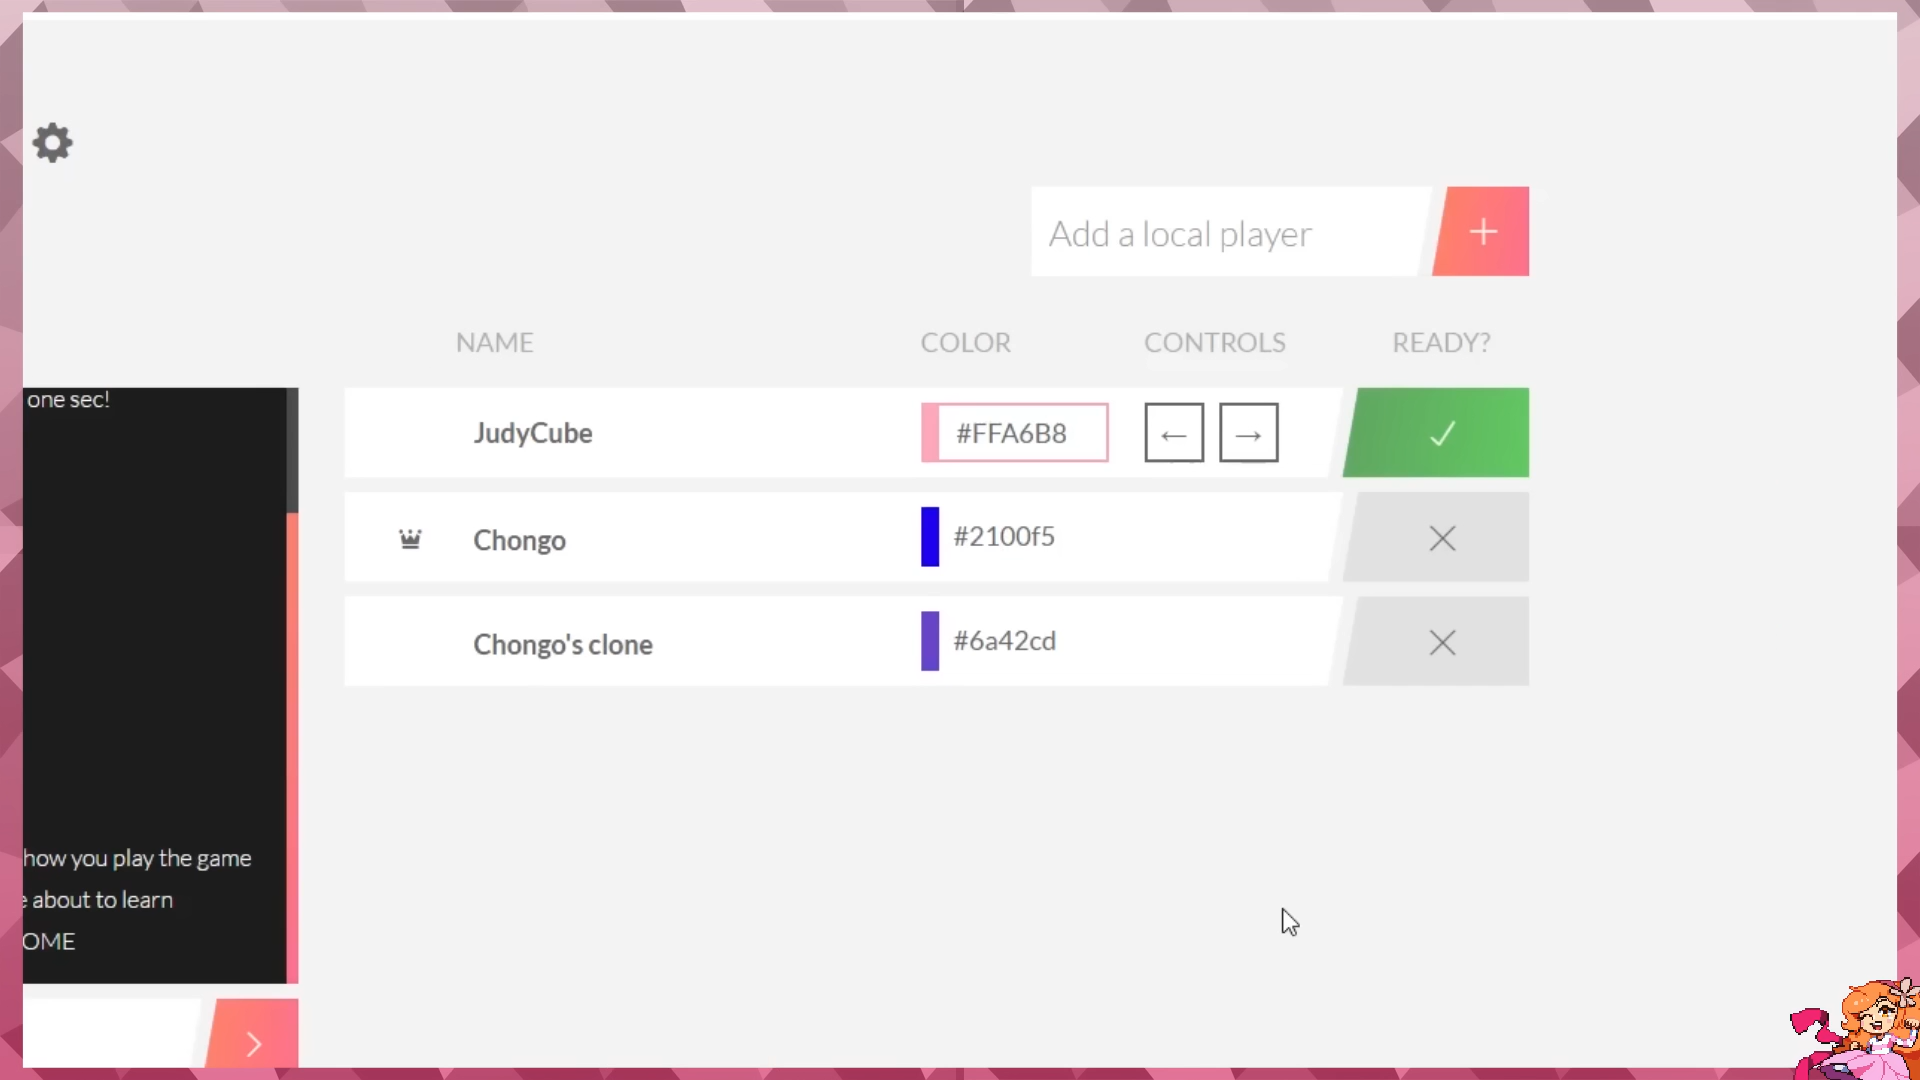 Add a local player
NAME COLOR CONTROLS READY?
one sec!
JudyCube #FFA6B8 ← →
Chongo #2100f5
Chongo's clone #6a42cd
how you play the game
about to learn